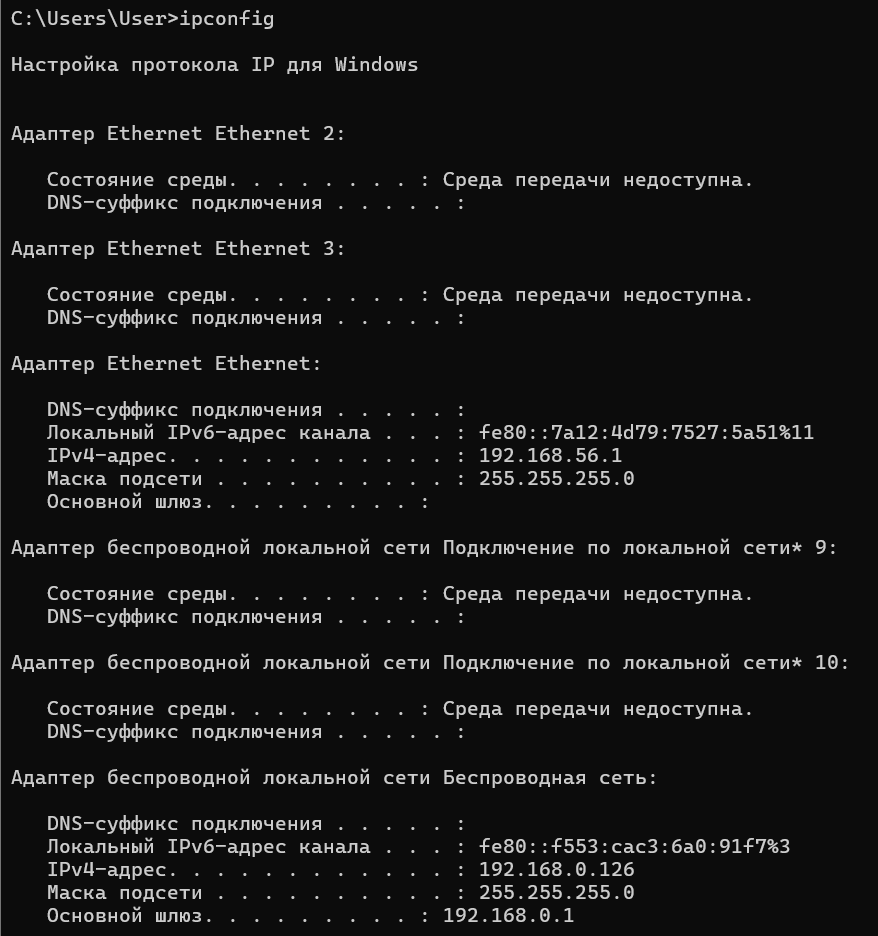 C:\Users\User>ipconfig
Настройка протокола IP для Windows
Адаптер Ethernet Ethernet 2:
Состояние среды. . . . . . . . : Среда передачи недоступна.
DNS-суффикс подключения . . . . . :
Адаптер Ethernet Ethernet 3:
Состояние среды. . . . . . . . : Среда передачи недоступна.
DNS-суффикс подключения . . . . . :
Адаптер Ethernet Ethernet:
DNS-суффикс подключения . . . . . :
Локальный IPv6-адрес канала . . . : fe80::7a12:4d79:7527:5a51%11
IPv4-адрес. . . . . . . . . . . . : 192.168.56.1
Маска подсети . . . . . . . . . . : 255.255.255.0
Основной шлюз. . . . . . . . . :
Адаптер беспроводной локальной сети Подключение по локальной сети* 9:
Состояние среды. . . . . . . . : Среда передачи недоступна.
DNS-суффикс подключения . . . . . :
Адаптер беспроводной локальной сети Подключение по локальной сети* 10:
Состояние среды. . . . . . . . : Среда передачи недоступна.
DNS-суффикс подключения . . . . . :
Адаптер беспроводной локальной сети Беспроводная сеть:
DNS-суффикс подключения . . . . . :
Локальный IPv6-адрес канала . . . : fe80::f553:cac3:6a0:91f7%3
IPv4-адрес. . . . . . . . . . . . : 192.168.0.126
Маска подсети . . . . . . . . . . : 255.255.255.0
Основной шлюз. . . . . . . . . : 192.168.0.1